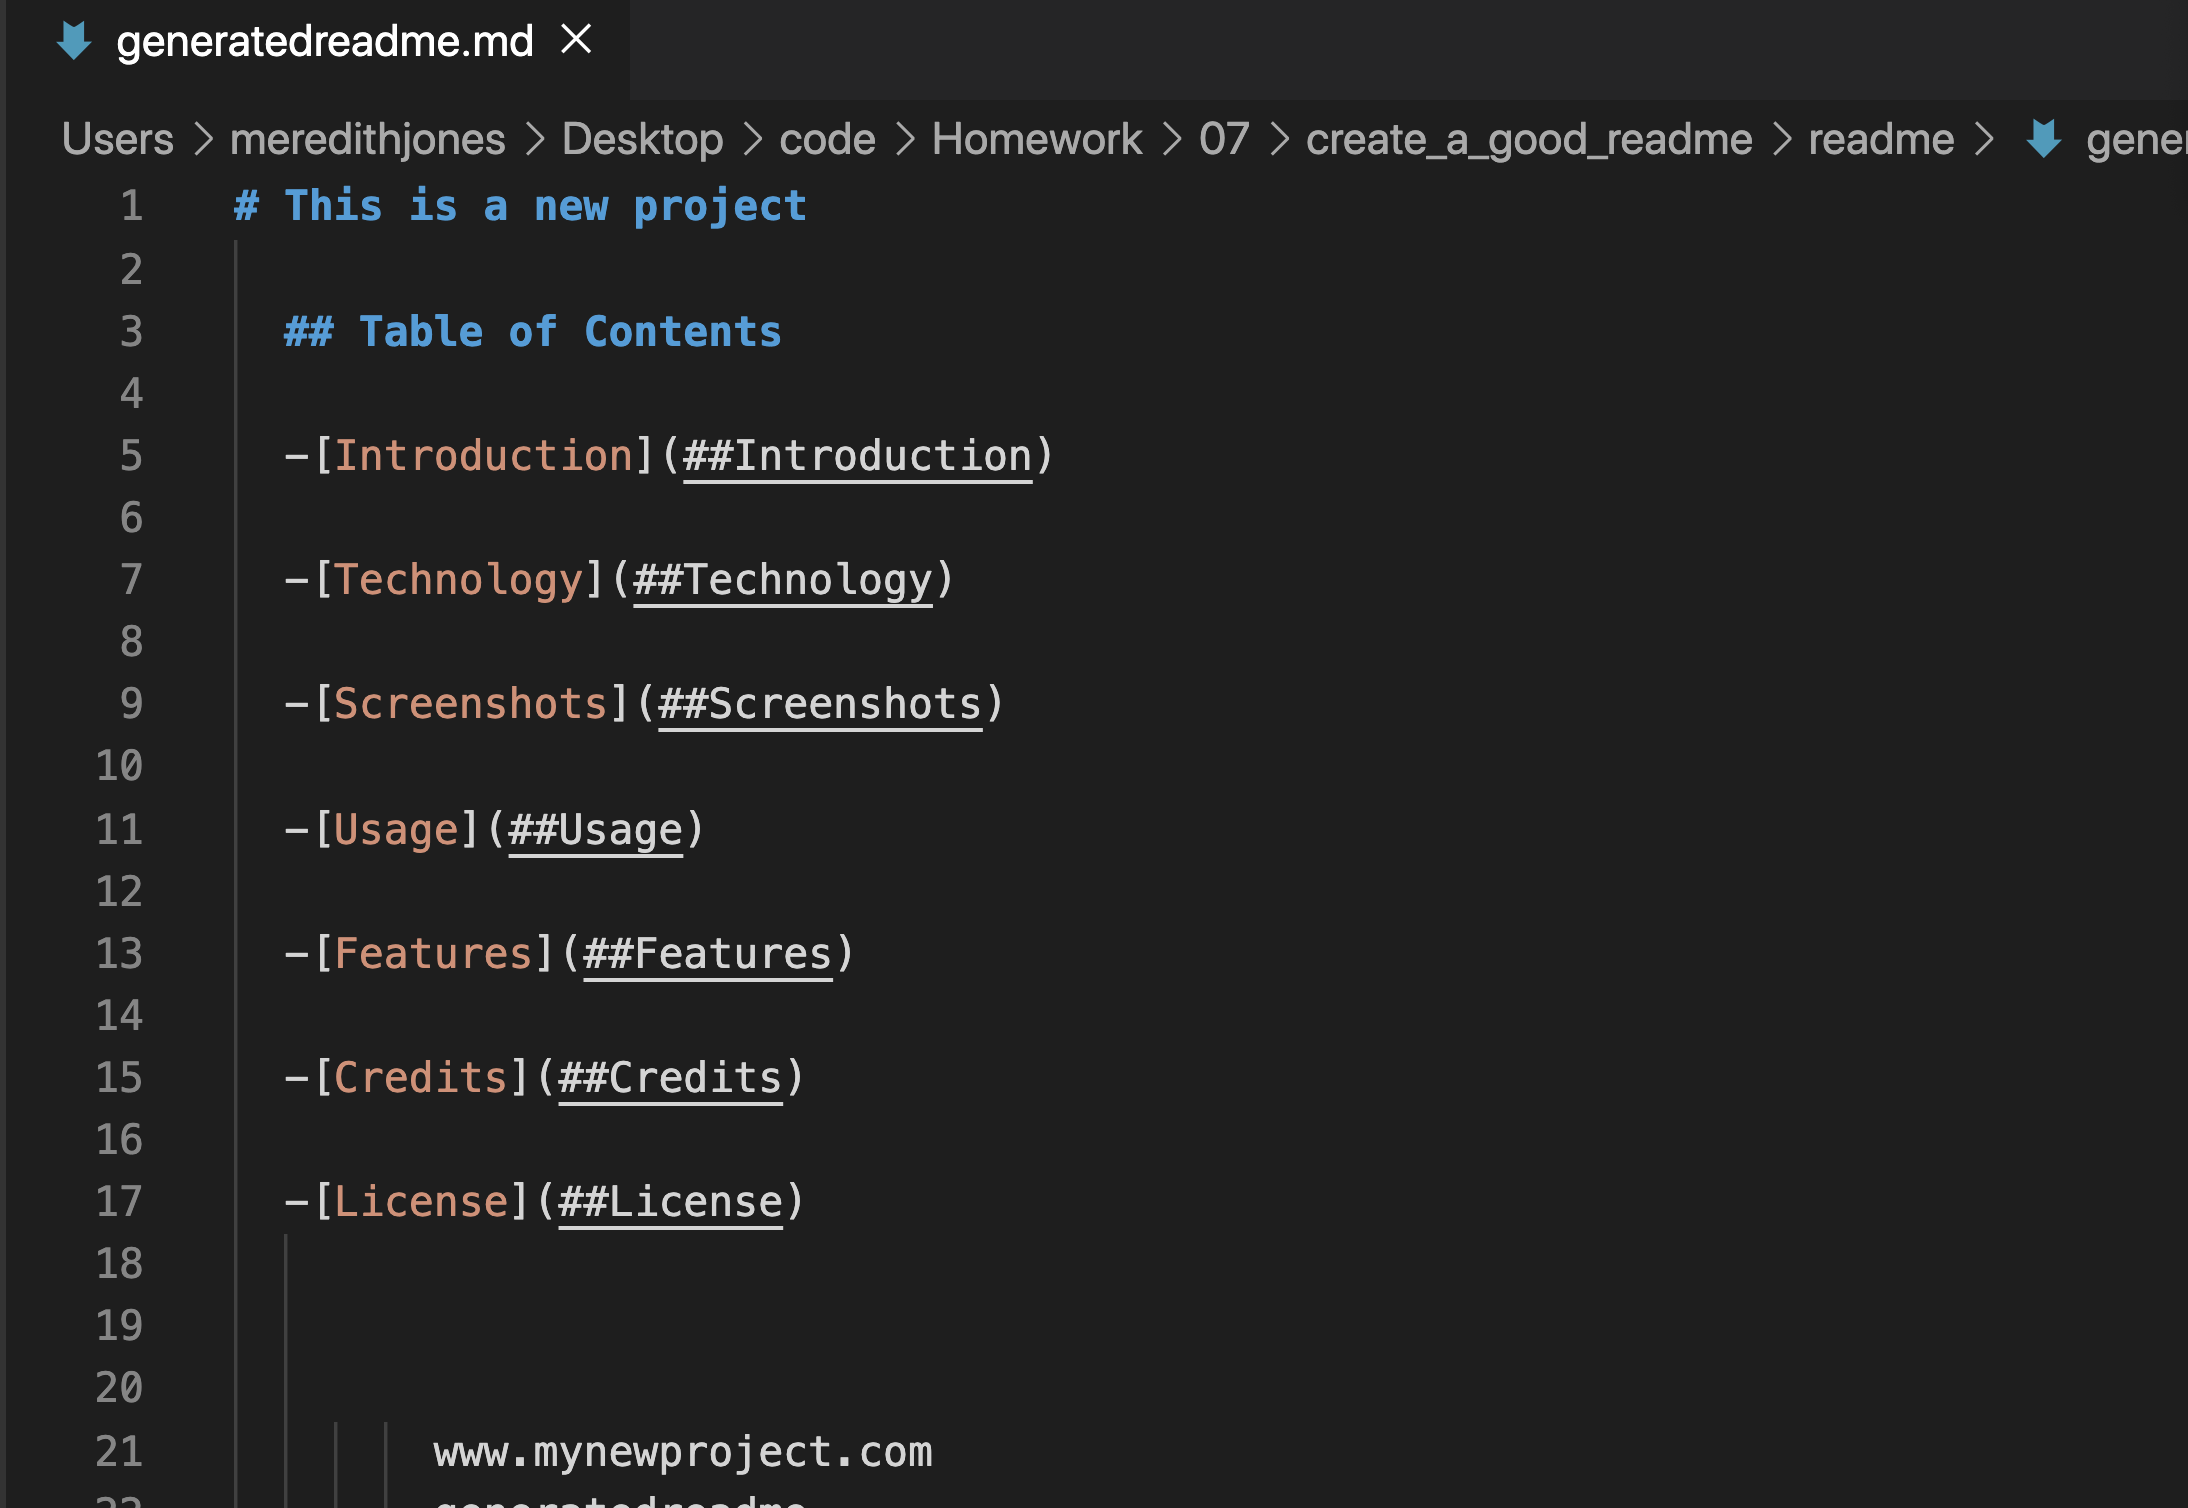 generatedreadme.md
Users > meredithjones > Desktop > code > Homework > 07 > create_a_good_readme > readme > gener
1 # This is a new project
2
3 ## Table of Contents
4
5 -[Introduction](##Introduction)
6
7 -[Technology](##Technology)
8
9 -[Screenshots](##Screenshots)
10
11 -[Usage](##Usage)
12
13 -[Features](##Features)
14
15 -[Credits](##Credits)
16
17 -[License](##License)
18
19
20
21 www.mynewproject.com
22 generatedreadme